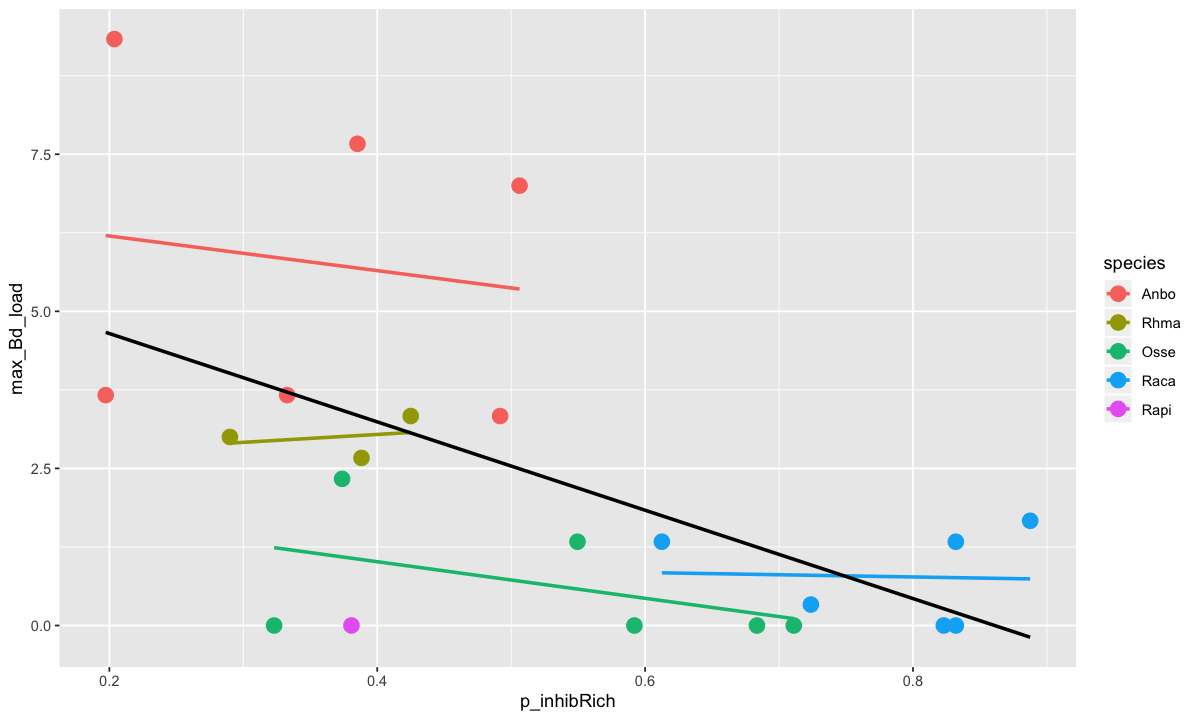 max_Bd_load
7.5
5.0
2.5
0.0
0.2
0.4
0.6
0.8
p_inhibRich
species
Anbo
Rhma
Osse
Raca
Rapi